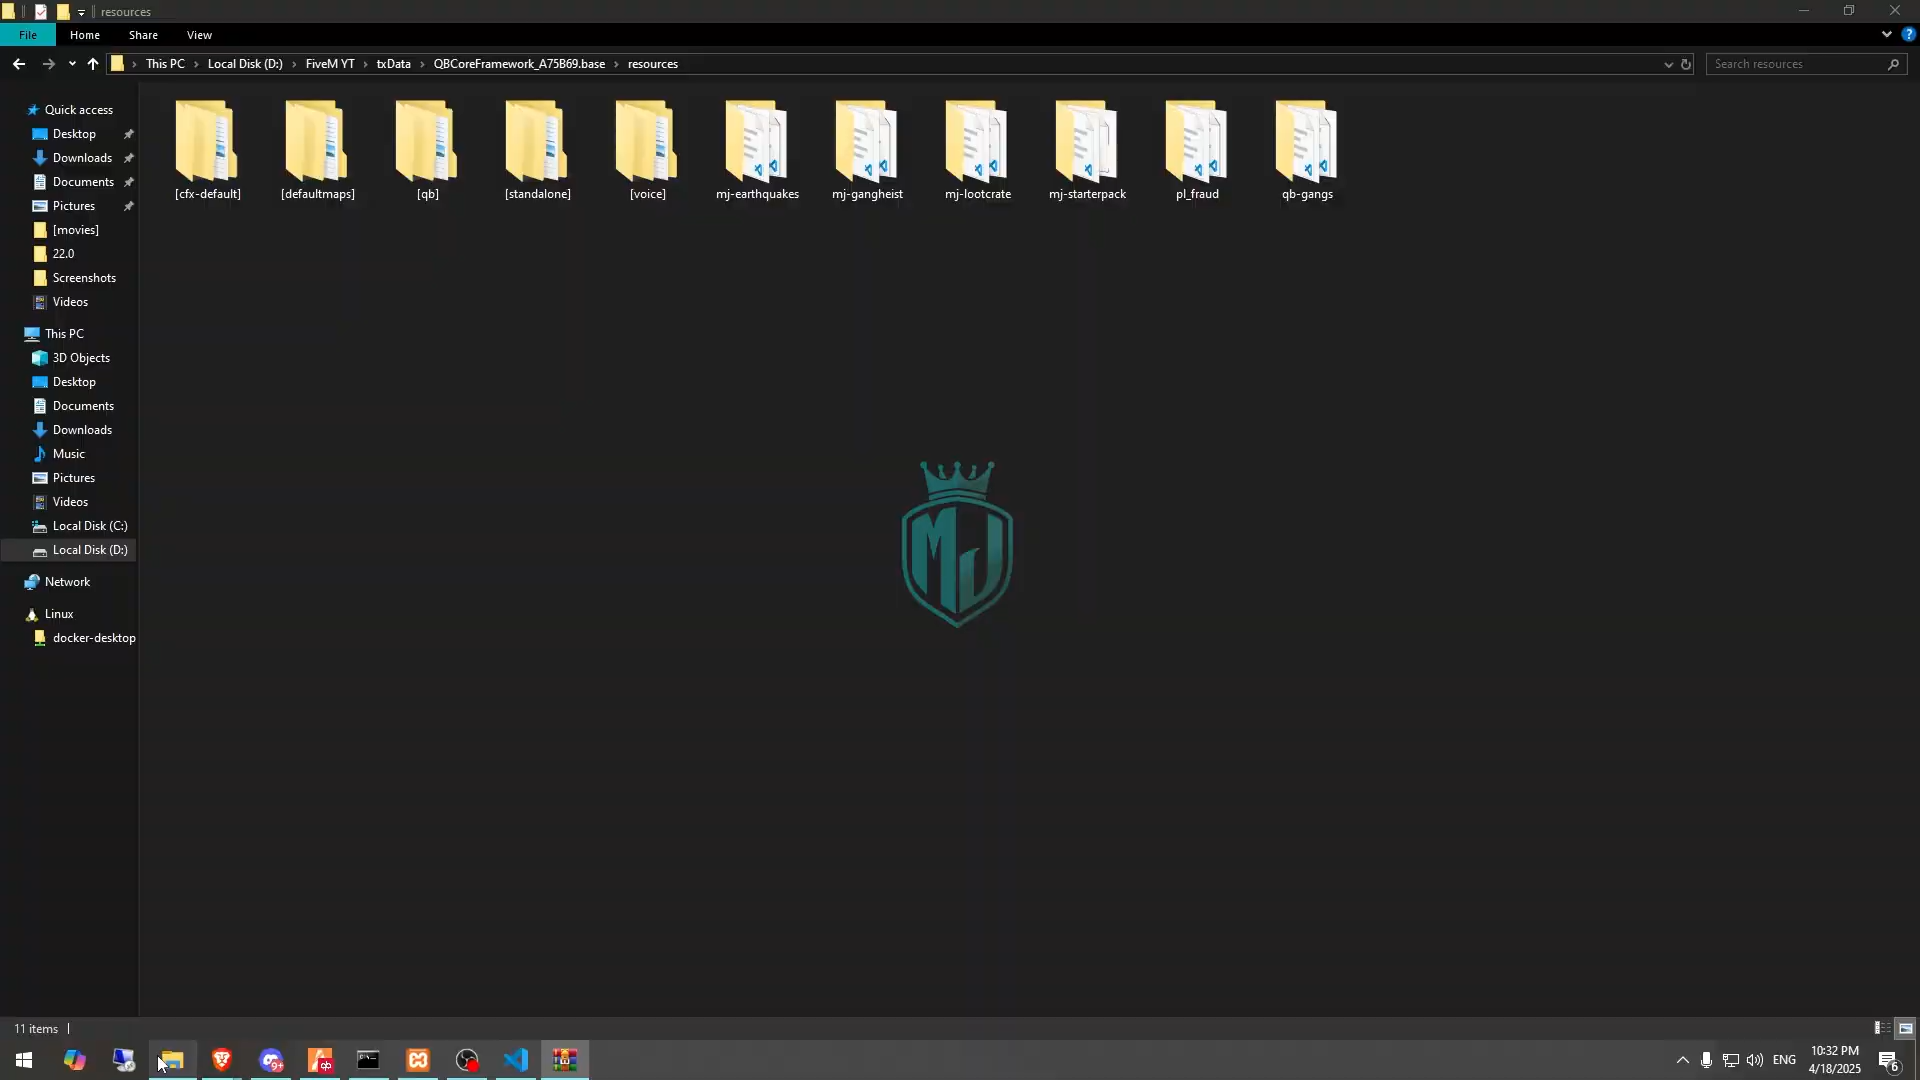 resources
File Home Share View
This PC Local Disk (D:) FiveM YT txData QBCoreFramework_A75B69.base resources
Search resources
Quick access
Desktop
Downloads
Documents
Pictures
[movies]
22.0
Screenshots
Videos
This PC
3D Objects
Desktop
Documents
Downloads
Music
Pictures
Videos
Local Disk (C:)
Local Disk (D:)
Network
Linux
docker-desktop
[cfx-default] [defaultmaps] [qb] [standalone] [voice] mj-earthquakes mj-gangheist mj-lootcrate mj-starterpack pl_fraud qb-gangs
MJ
11 items
9+
qb
ENG
10:32 PM
4/18/2025
6